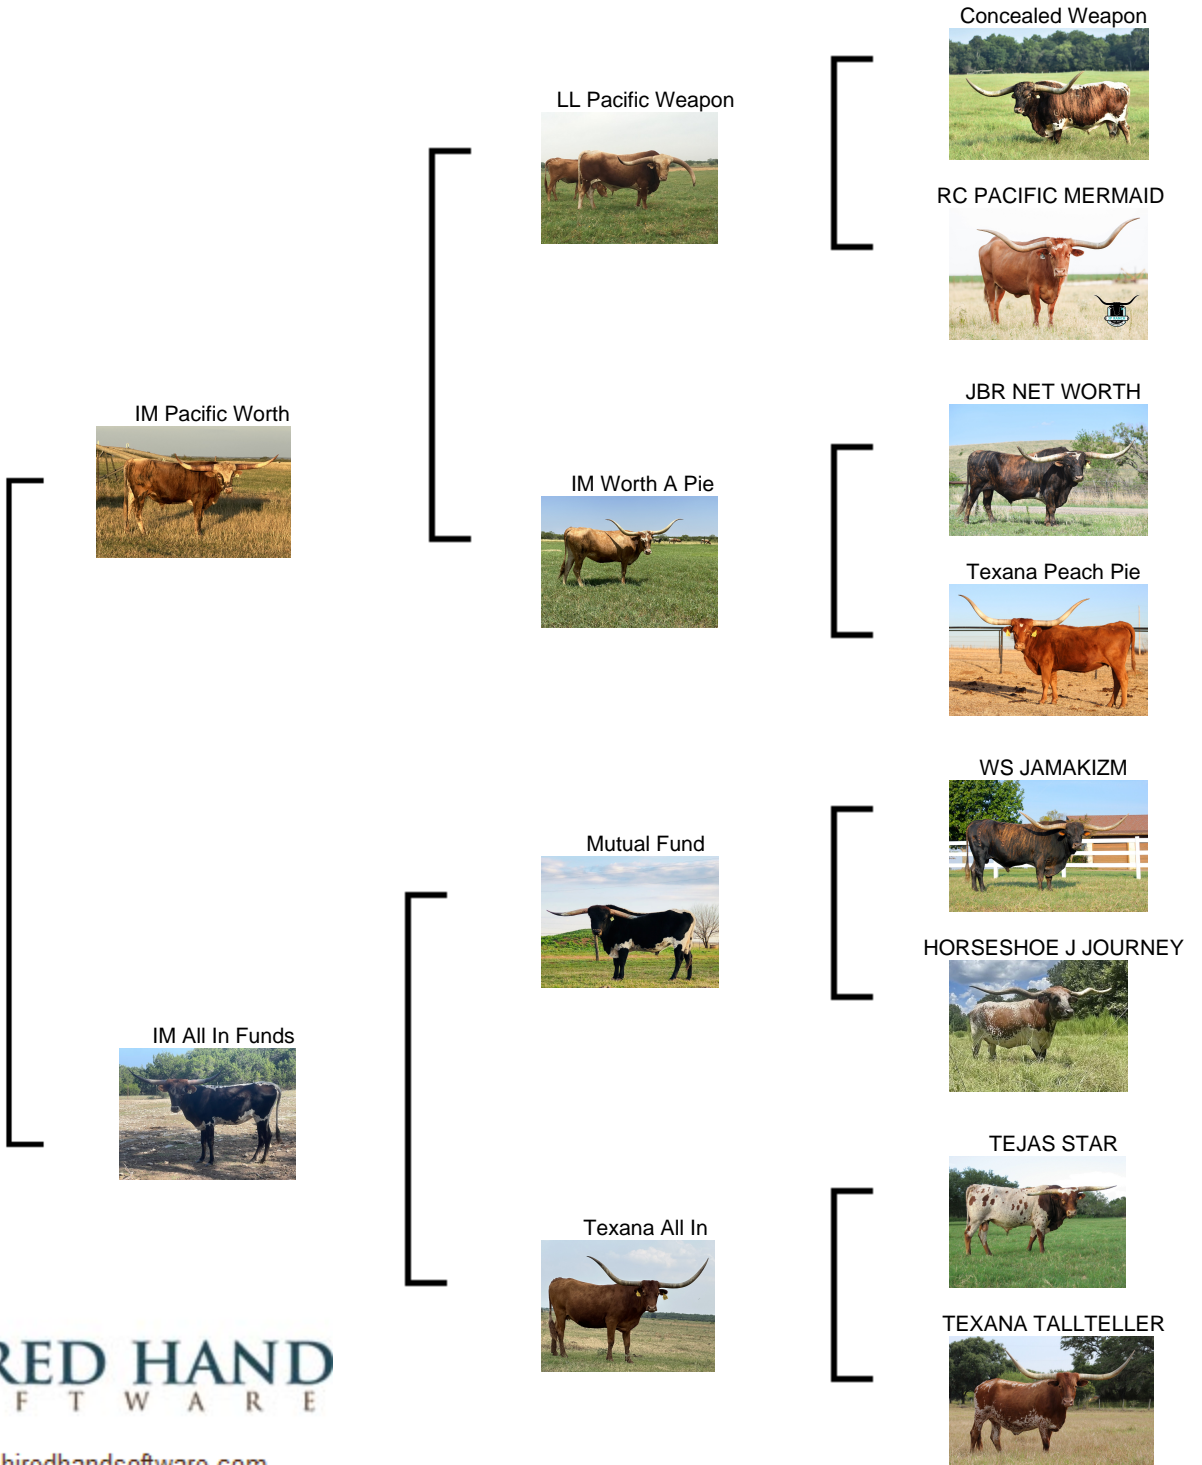 Concealed Weapon
LL Pacific Weapon
RC PACIFIC MERMAID
IM Pacific Worth
JBR NET WORTH
IM Worth A Pie
Texana Peach Pie
WS JAMAKIZM
Mutual Fund
HORSESHOE J JOURNEY
IM All In Funds
TEJAS STAR
Texana All In
TEXANA TALLTELLER
RED HAND
F T W A R E
hiredhandsoftware.com